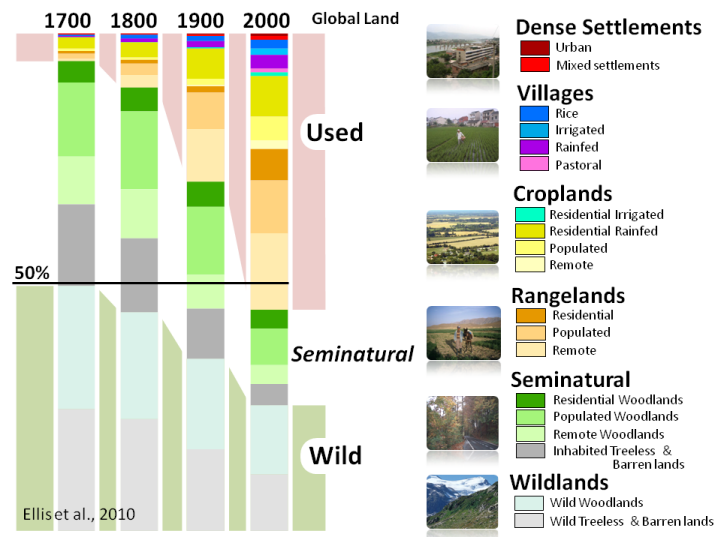 1700 1800 1900 2000 Global Land
Used
50%
Seminatural
Wild
Ellis et al., 2010
Dense Settlements
Urban
Mixed settlements
Villages
Rice
Irrigated
Rainfed
Pastoral
Croplands
Residential Irrigated
Residential Rainfed
Populated
Remote
Rangelands
Residential
Populated
Remote
Seminatural
Residential Woodlands
Populated Woodlands
Remote Woodlands
Inhabited Treeless &
Barren lands
Wildlands
Wild Woodlands
Wild Treeless & Barren lands